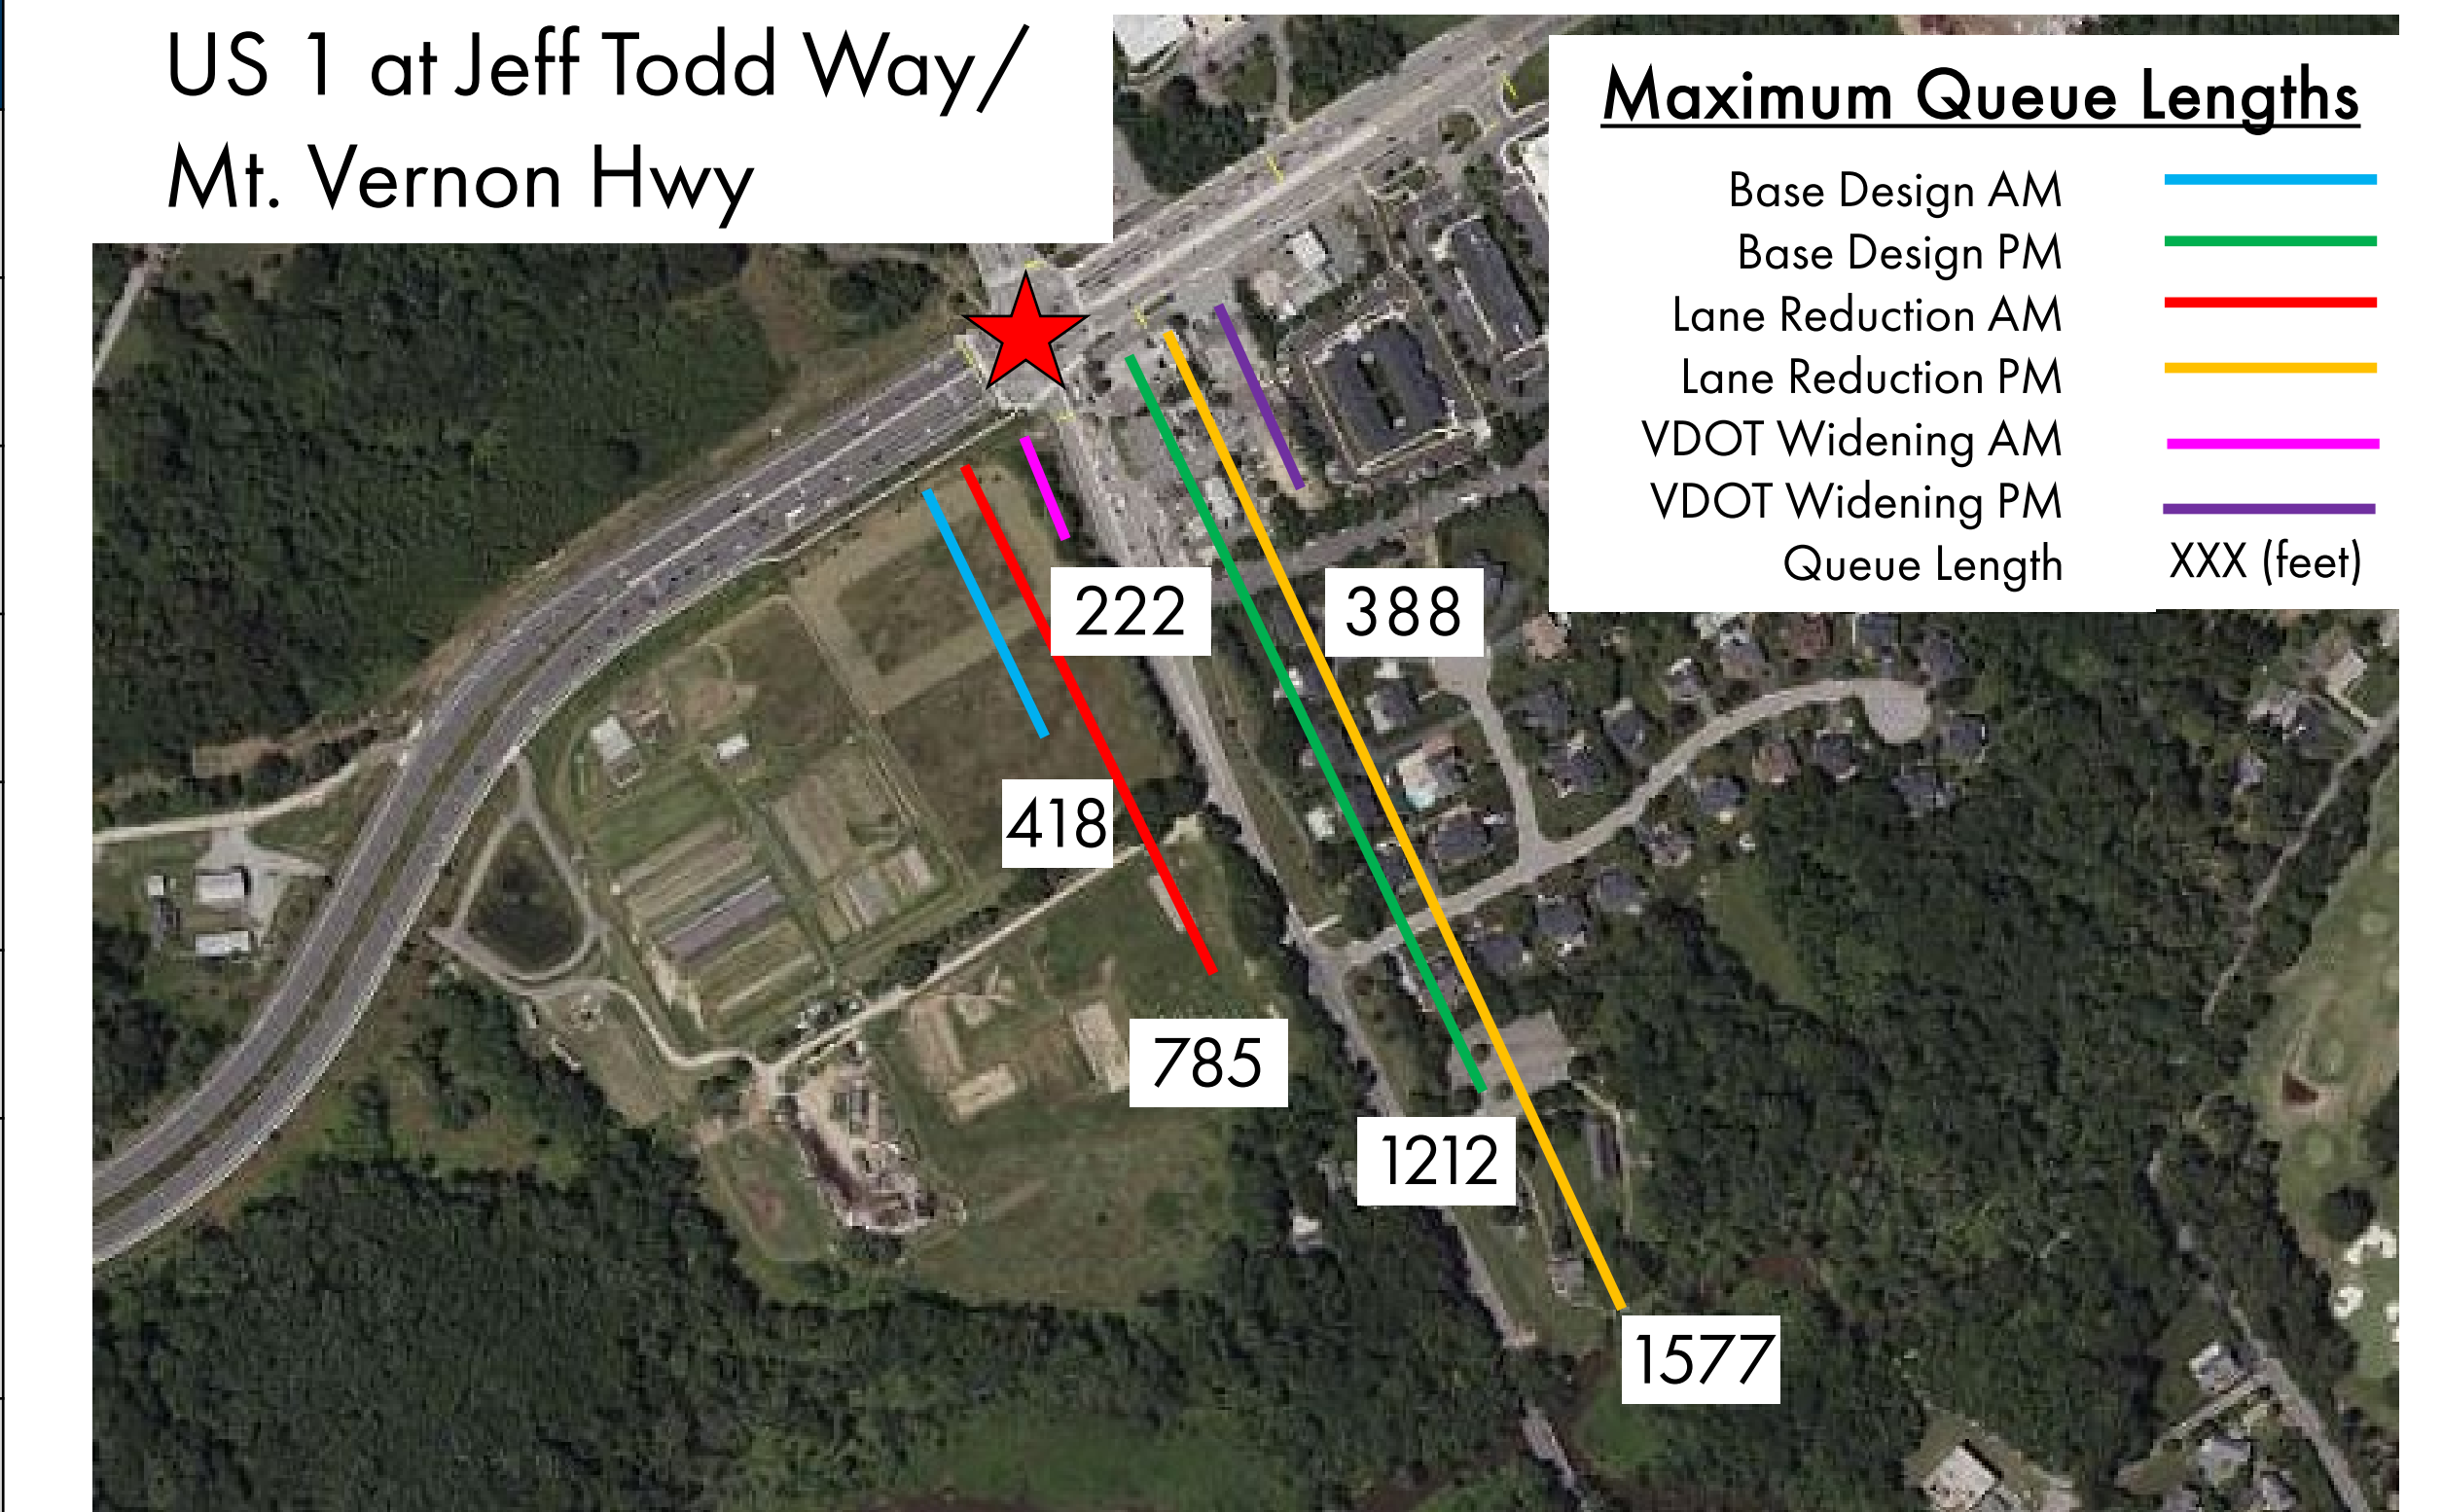 US 1 at Jeff Todd Way/
Mt. Vernon Hwy
Maximum Queue Lengths
Base Design AM
Base Design PM
Lane Reduction AM
Lane Reduction PM
VDOT Widening AM
VDOT Widening PM
Queue Length XXX (feet)
222
388
418
785
1212
1577